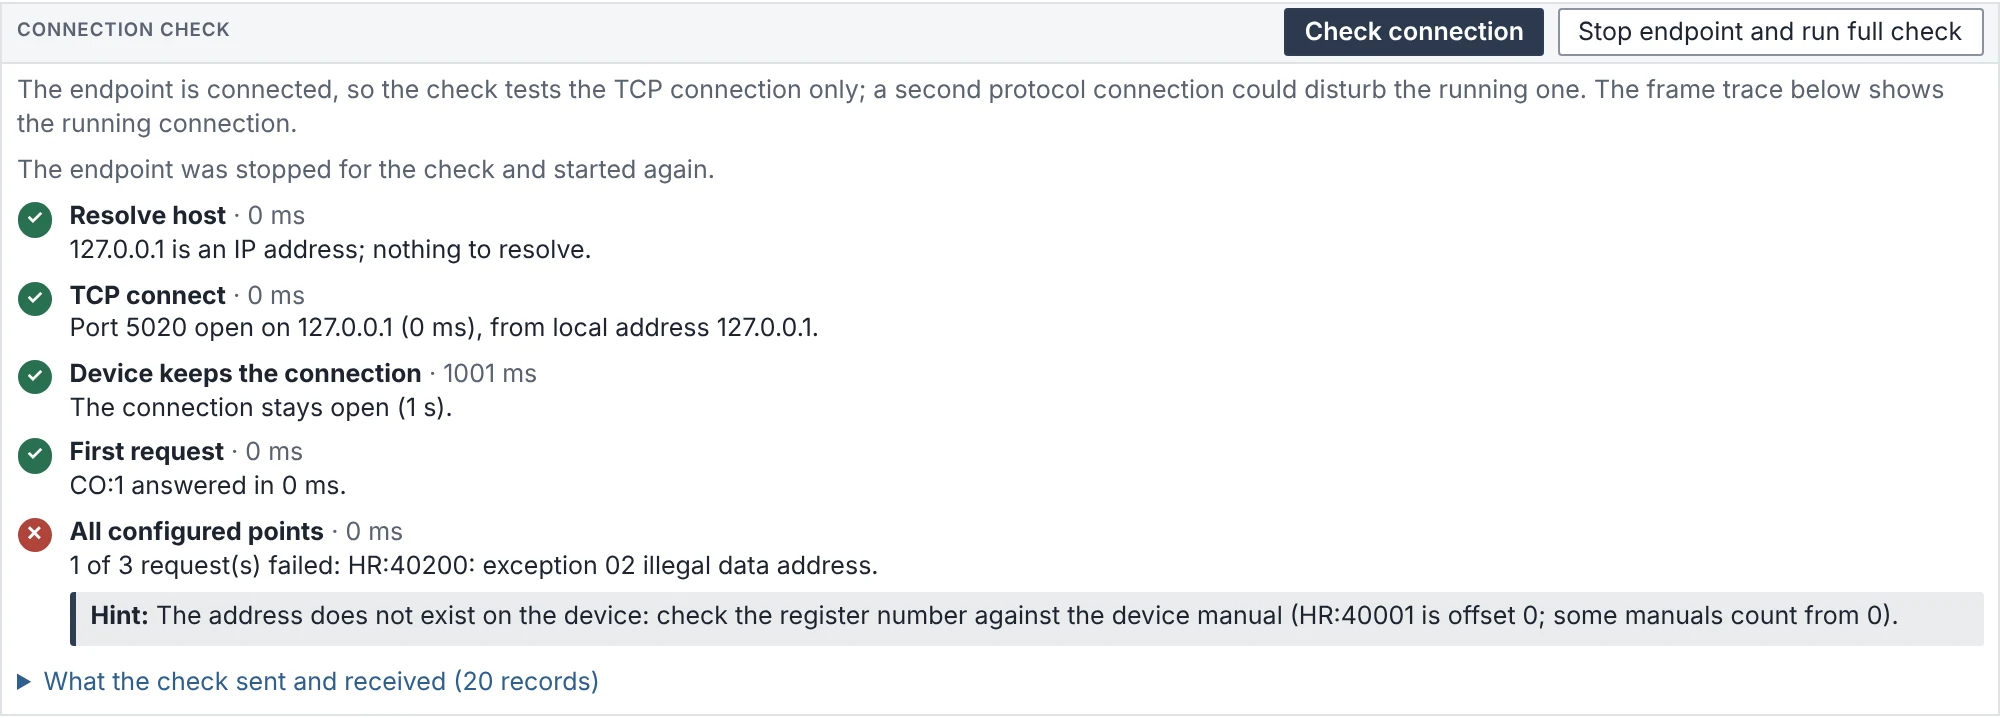 CONNECTION CHECK
Check connection
Stop endpoint and run full check
The endpoint is connected, so the check tests the TCP connection only; a second protocol connection could disturb the running one. The frame trace below shows
the running connection.
The endpoint was stopped for the check and started again.
Resolve host · 0 ms
127.0.0.1 is an IP address; nothing to resolve.
TCP connect · 0 ms
Port 5020 open on 127.0.0.1 (0 ms), from local address 127.0.0.1.
Device keeps the connection · 1001 ms
The connection stays open (1 s).
First request · 0 ms
CO:1 answered in 0 ms.
All configured points · 0 ms
1 of 3 request(s) failed: HR:40200: exception 02 illegal data address.
Hint: The address does not exist on the device: check the register number against the device manual (HR:40001 is offset 0; some manuals count from 0).
What the check sent and received (20 records)